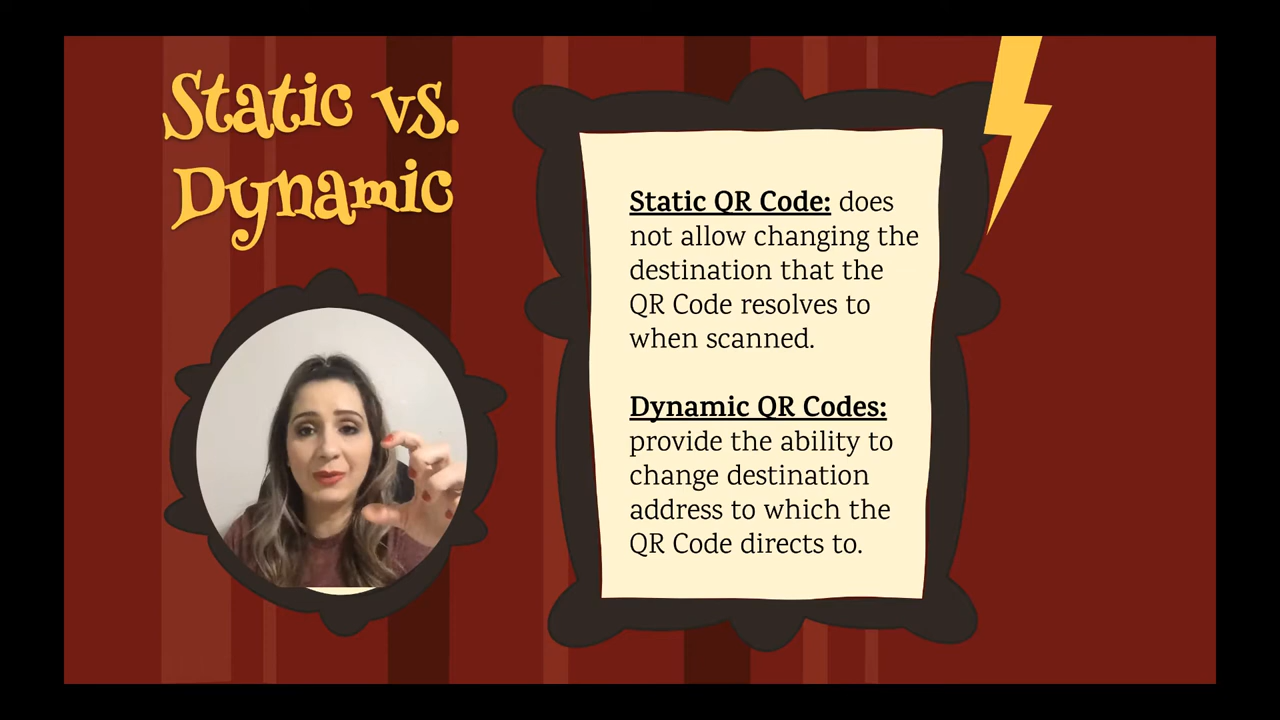 Static vs.
Dynamic
Static QR Code: does
not allow changing the
destination that the
QR Code resolves to
when scanned.
Dynamic QR Codes:
provide the ability to
change destination
address to which the
QR Code directs to.